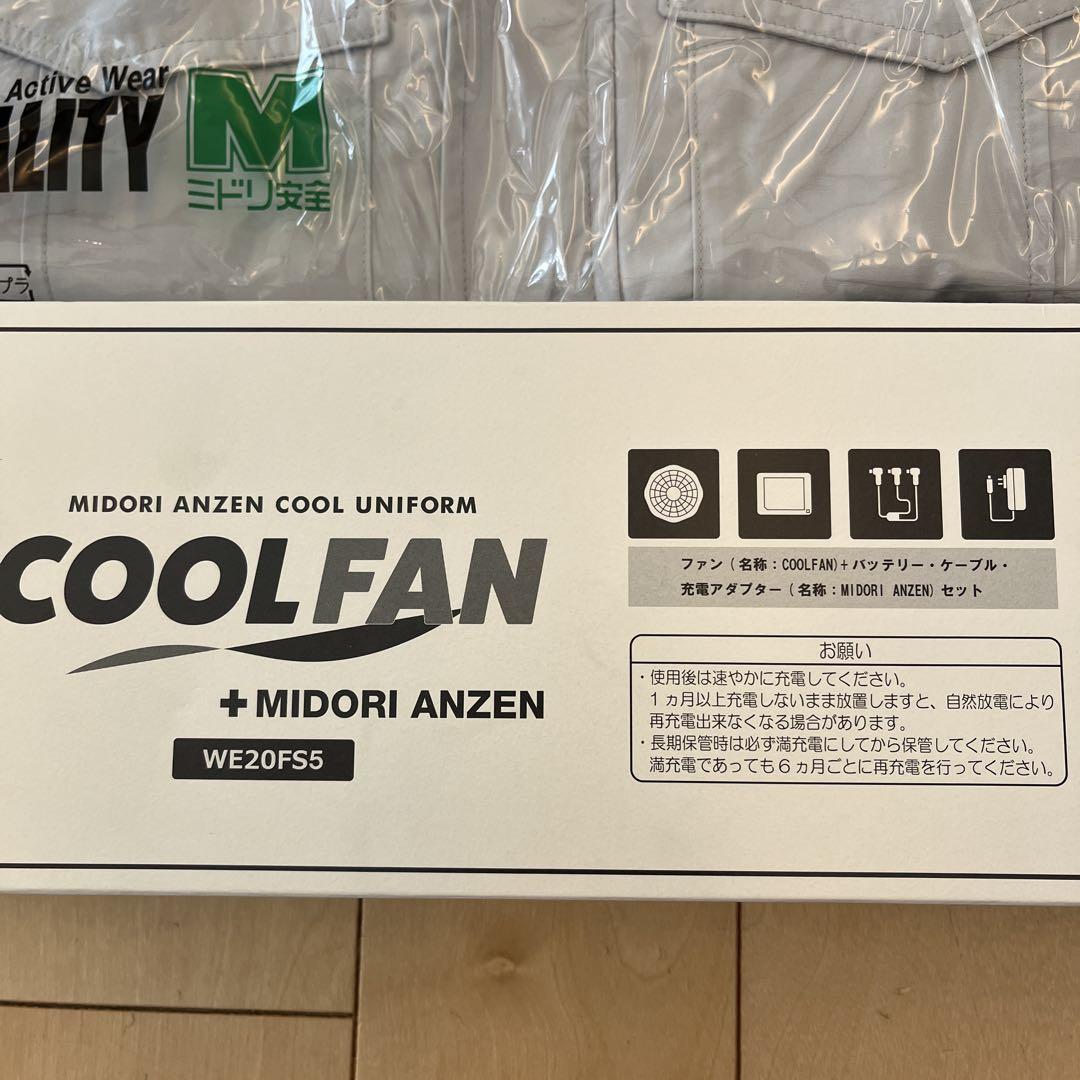 Active Wear
LITY
M
ミドリ安全
プラ
MIDORI ANZEN COOL UNIFORM
COOLFAN
+MIDORI ANZEN
WE20FS5
ファン(名称:COOLFAN)+バッテリー・ケーブル・
充電アダプター(名称:MIDORI ANZEN)セット
お願い
・使用後は速やかに充電してください。
1ヵ月以上充電しないまま放置しますと、自然放電により
再充電出来なくなる場合があります。
・長期保管時は必ず満充電にしてから保管してください。
満充電であっても6ヵ月ごとに再充電を行ってください。